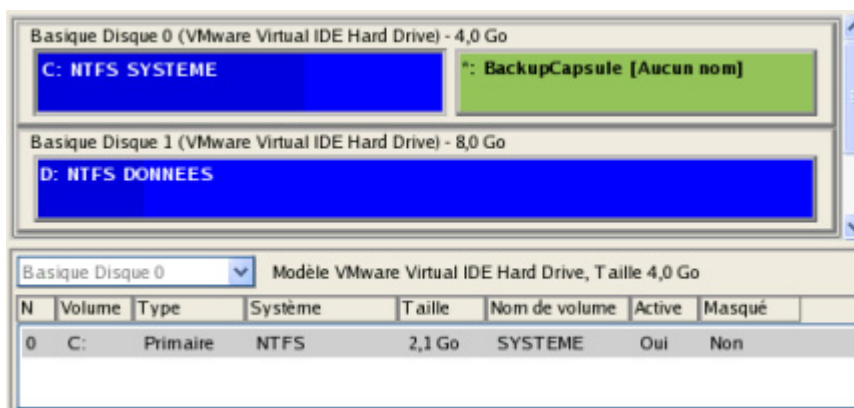 Basique Disque 0 (VMware Virtual IDE Hard Drive) - 4,0 Go
C: NTFS SYSTEME
*: BackupCapsule [Aucun nom]
Basique Disque 1 (VMware Virtual IDE Hard Drive) - 8,0 Go
D: NTFS DONNEES
Basique Disque 0
Modèle VMware Virtual IDE Hard Drive, Taille 4,0 Go
N Volume Type Système Taille Nom de volume Active Masqué
0 C: Primaire NTFS 2,1 Go SYSTEME Oui Non